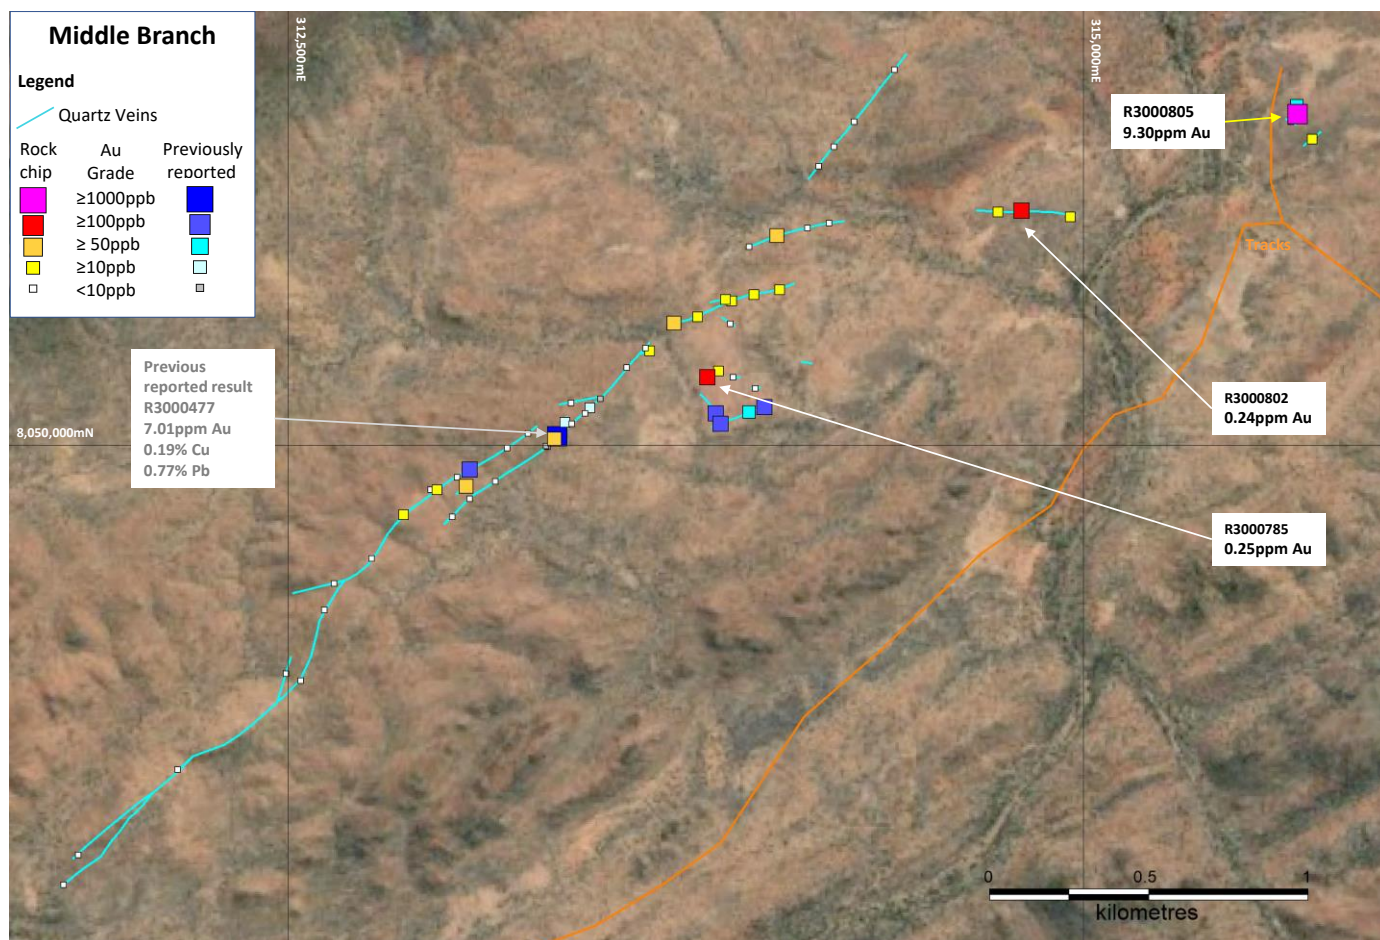 Middle Branch
Legend
Quartz Veins
Rock chip
Au Grade
Previously reported
≥1000ppb
≥100ppb
≥ 50ppb
≥10ppb
<10ppb
312,500mE
315,000mE
R3000805
9.30ppm Au
Tracks
Previous
reported result
R3000477
7.01ppm Au
0.19% Cu
0.77% Pb
8,050,000mN
R3000802
0.24ppm Au
R3000785
0.25ppm Au
0
0.5
1
kilometres